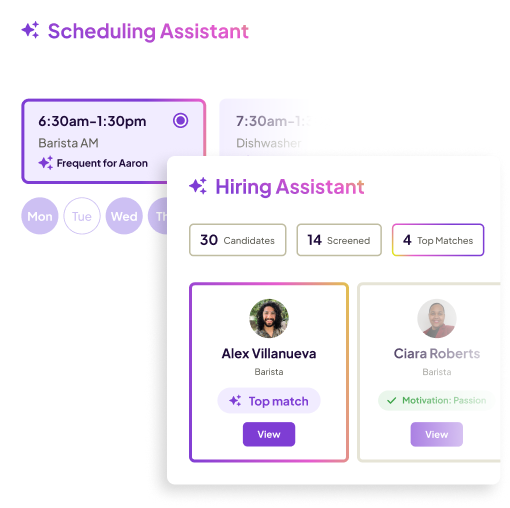 Scheduling Assistant
6:30am-1:30pm
Barista AM
Frequent for Aaron
7:30am-1:
Dishwasher
Mon
Tue
Wed
Hiring Assistant
30 Candidates
14 Screened
4 Top Matches
Alex Villanueva
Barista
Top match
View
Ciara Roberts
Barista
Motivation: Passion
View